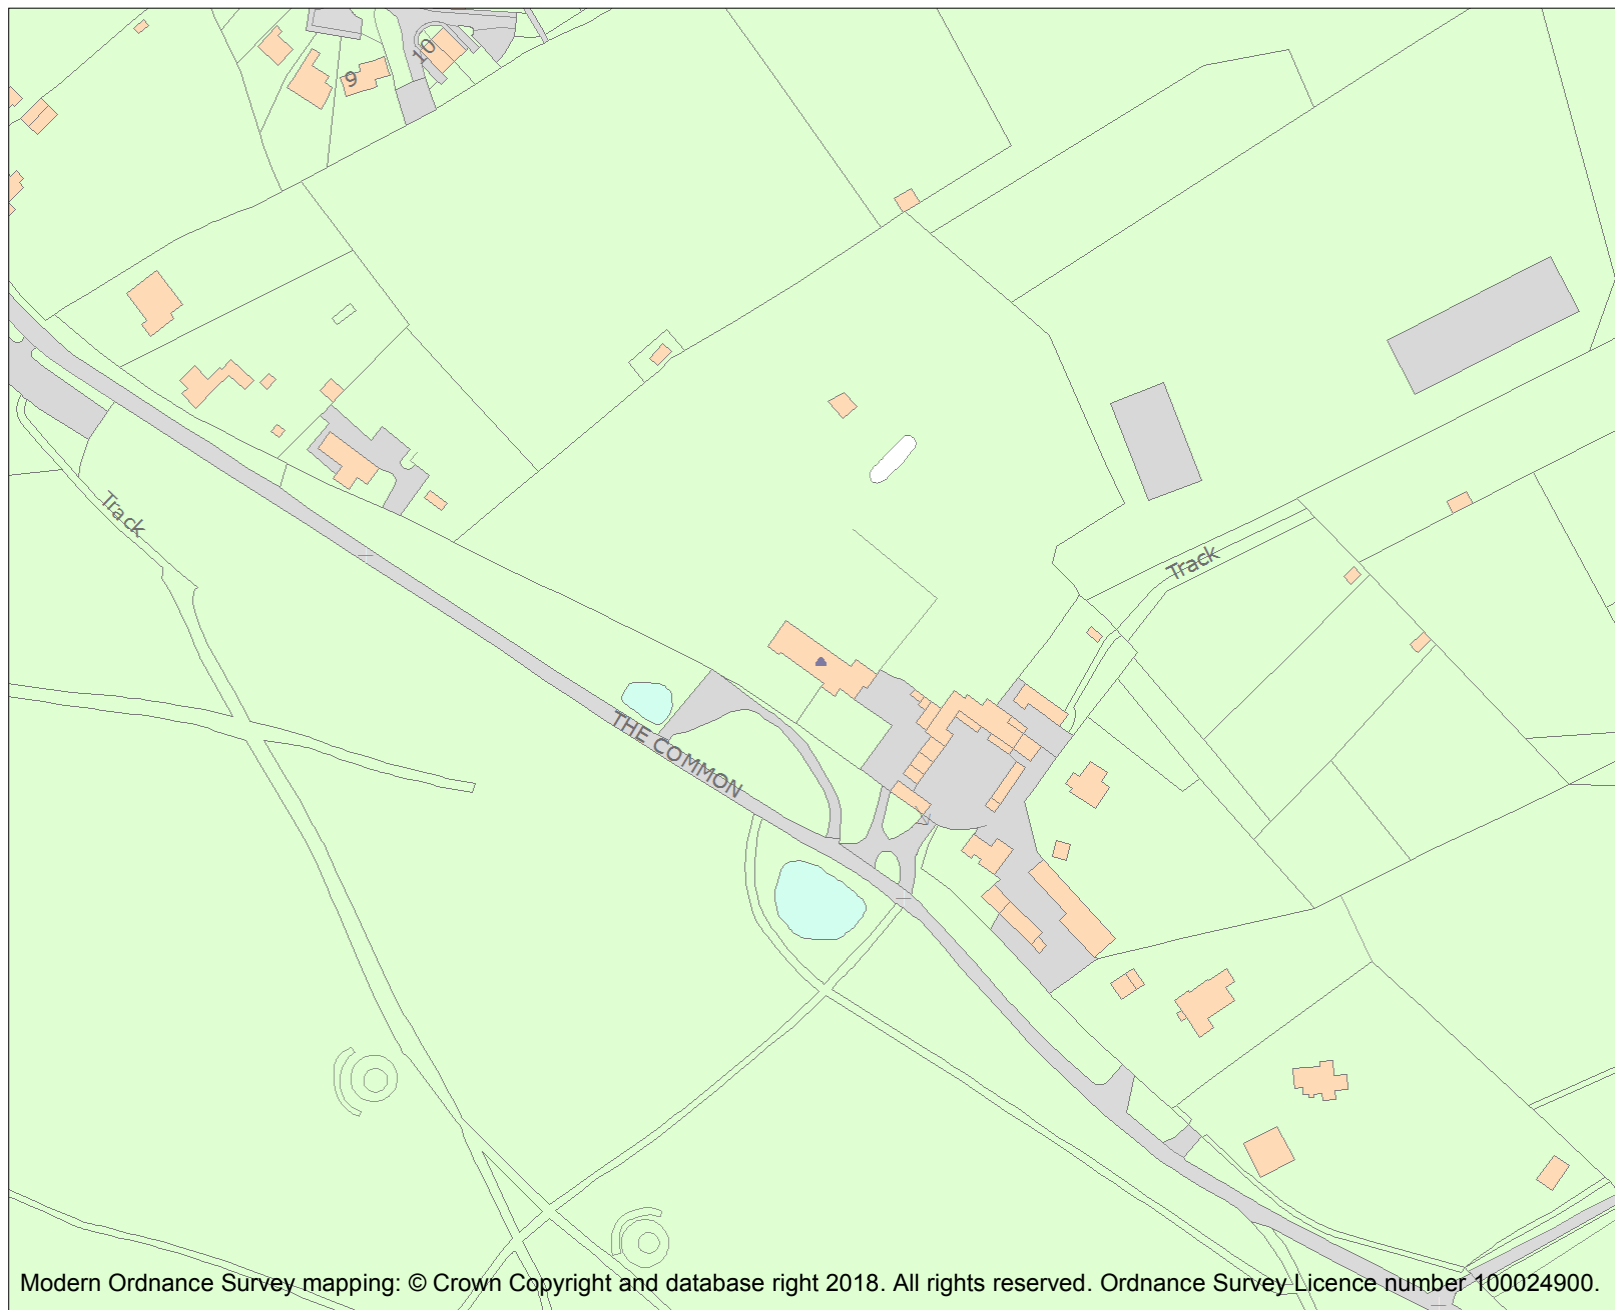 10
9
Track
Track
THE COMMON
Modern Ordnance Survey mapping: © Crown Copyright and database right 2018. All rights reserved. Ordnance Survey Licence number 100024900.